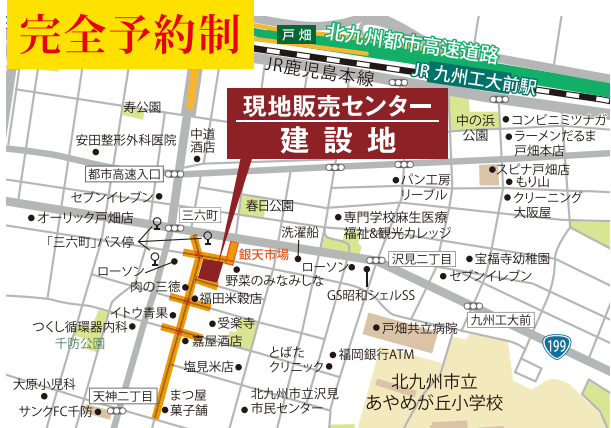 完全予約制
戸畑
北九州都市高速道路
JR鹿児島本線
JR九州工大前駅
現地販売センター
建設地
寿公園
安田整形外科医院
中道
酒店
中の浜
公園
コンビニミツナガ
ラーメンだるま
戸畑本店
都市高速入口
スピナ戸畑店
もり山
クリーニング
大阪屋
パン工房
リーブル
セブンイレブン
三六町
春日公園
オーリック戸畑店
専門学校麻生医療
福祉&観光カレッジ
「三六町」バス停
洗濯船
銀天市場
沢見二丁目
宝福寺幼稚園
ローソン
ローソン
セブンイレブン
野菜のみなみしな
肉の三徳
GS昭和シェルSS
福田米穀店
イトウ青果
九州工大前
つくし循環器内科
受楽寺
戸畑共立病院
千防公園
嘉屋酒店
199
とばた
クリニック
福岡銀行ATM
塩見米店
大原小児科
天神二丁目
まつ屋
菓子舗
北九州市立沢見
市民センター
北九州市立
あやめが丘小学校
サンクFC千防